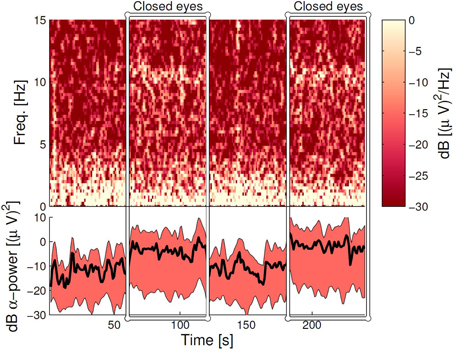 Closed eyes Closed eyes
15
10
5
0
Freq. [Hz]
0
−5
−10
−15
−20
−25
−30
dB [(μ V)²/Hz]
10
0
−10
−20
−30
dB α−power [(μ V)²]
50 100 150 200
Time [s]